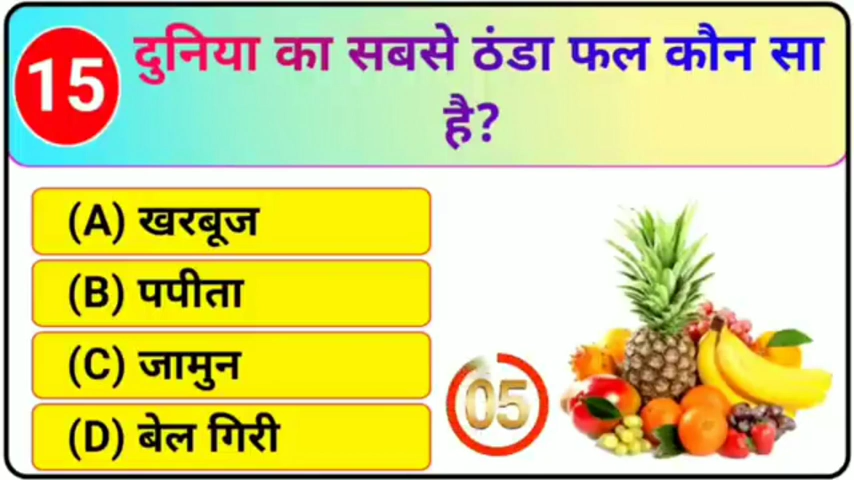 15
दुनिया का सबसे ठंडा फल कौन सा
है?
(A) खरबूज
(B) पपीता
(C) जामुन
(D) बेल गिरी
05